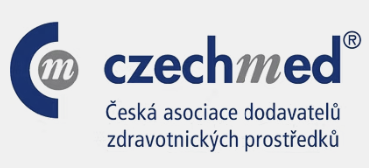 m czechmed®
Česká asociace dodavatelů
zdravotnických prostředků